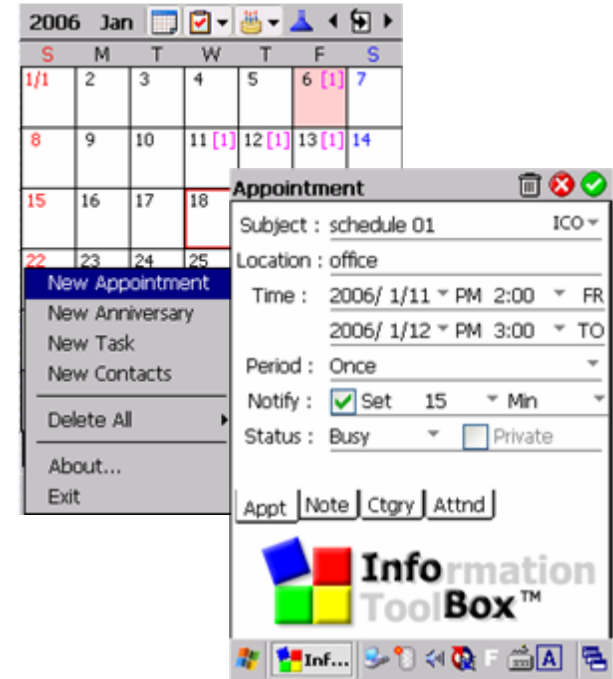 2006 Jan
S M T W T F S
1/1 2 3 4 5 6 [1] 7
8 9 10 11 [1] 12 [1] 13 [1] 14
15 16 17 18
22 23 24 25
New Appointment
New Anniversary
New Task
New Contacts
Delete All
About...
Exit
Appointment
Subject : schedule 01 ICO
Location : office
Time : 2006/ 1/11 PM 2:00 FR
2006/ 1/12 PM 3:00 TO
Period : Once
Notify : Set 15 Min
Status : Busy Private
Appt Note Ctgry Attnd
Information
ToolBox™
Inf... F A